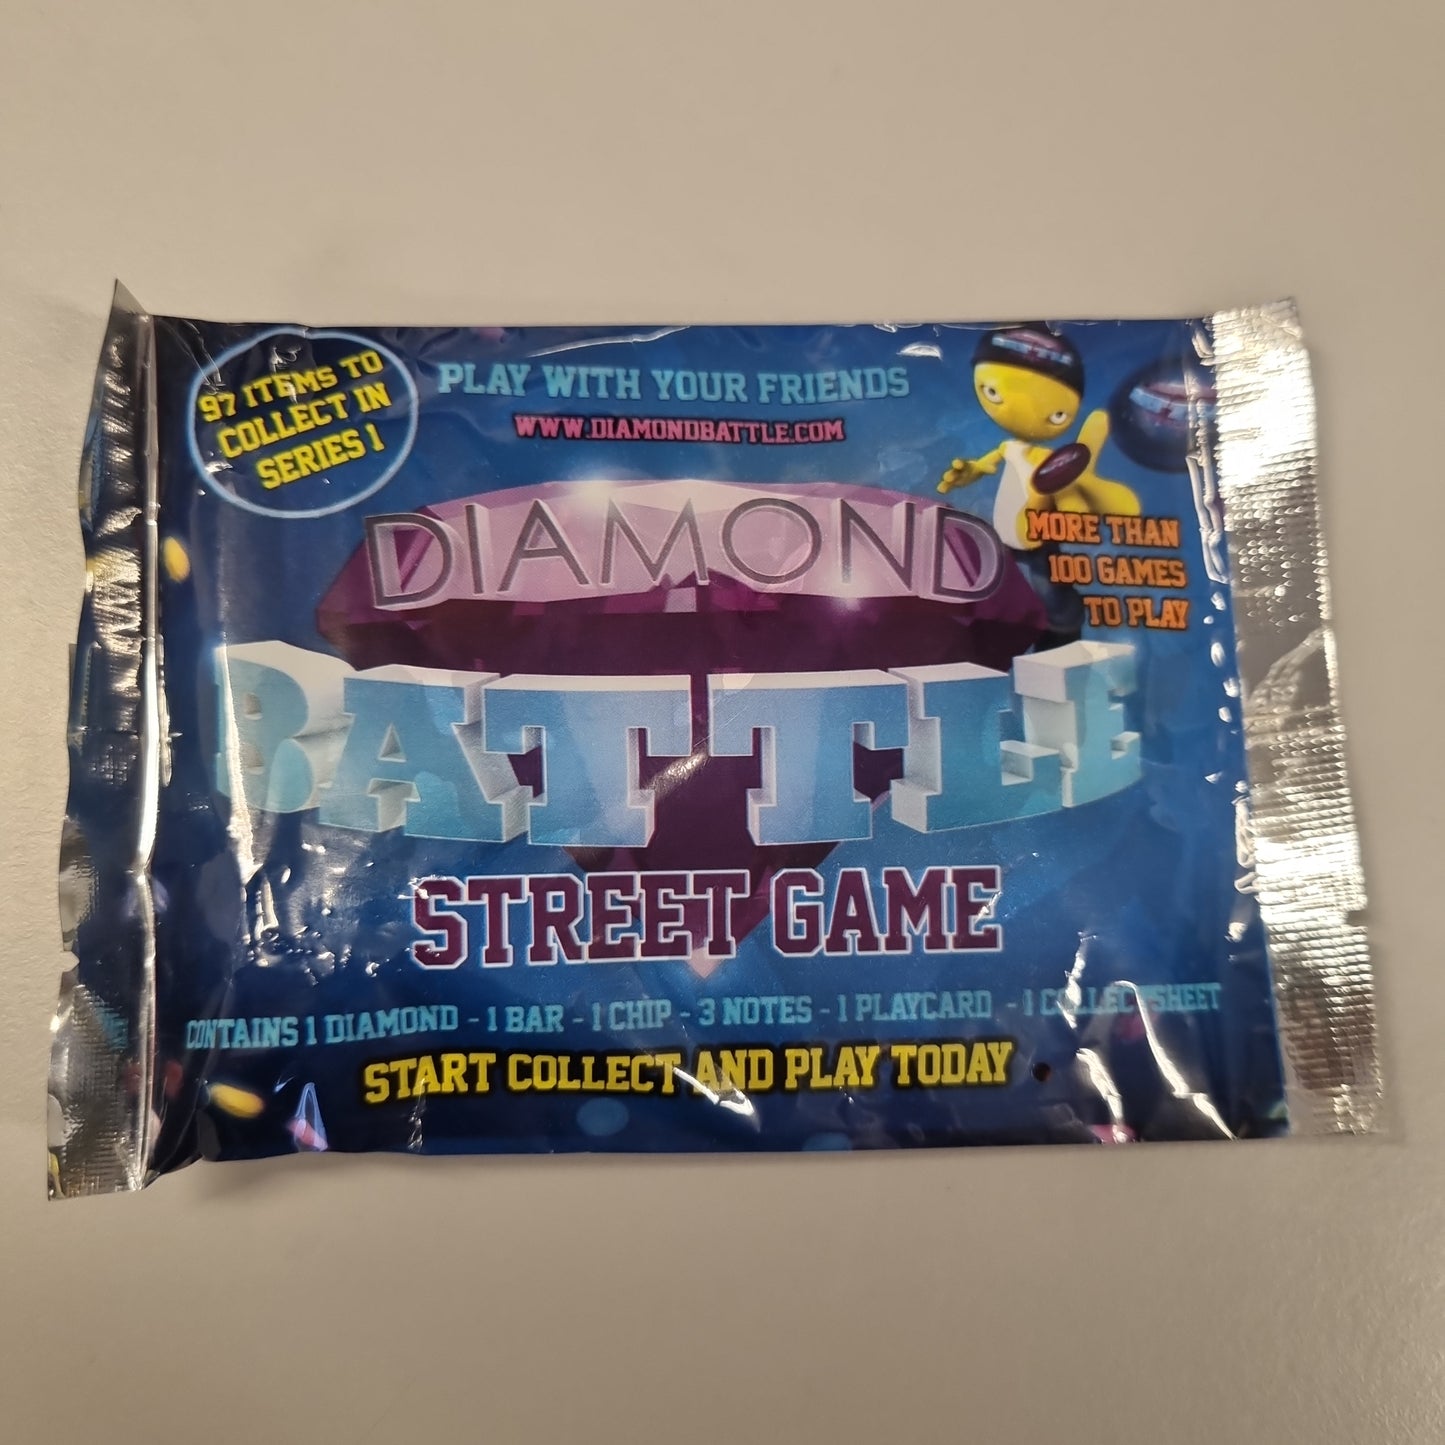 97 ITEMS TO
COLLECT IN
SERIES 1
PLAY WITH YOUR FRIENDS
WWW.DIAMONDBATTLE.COM
BATTLE
MORE THAN
100 GAMES
TO PLAY
DIAMOND
BATTLE
STREET GAME
CONTAINS 1 DIAMOND - 1 BAR - 1 CHIP - 3 NOTES - 1 PLAYCARD - 1 COLLECTSHEET
START COLLECT AND PLAY TODAY